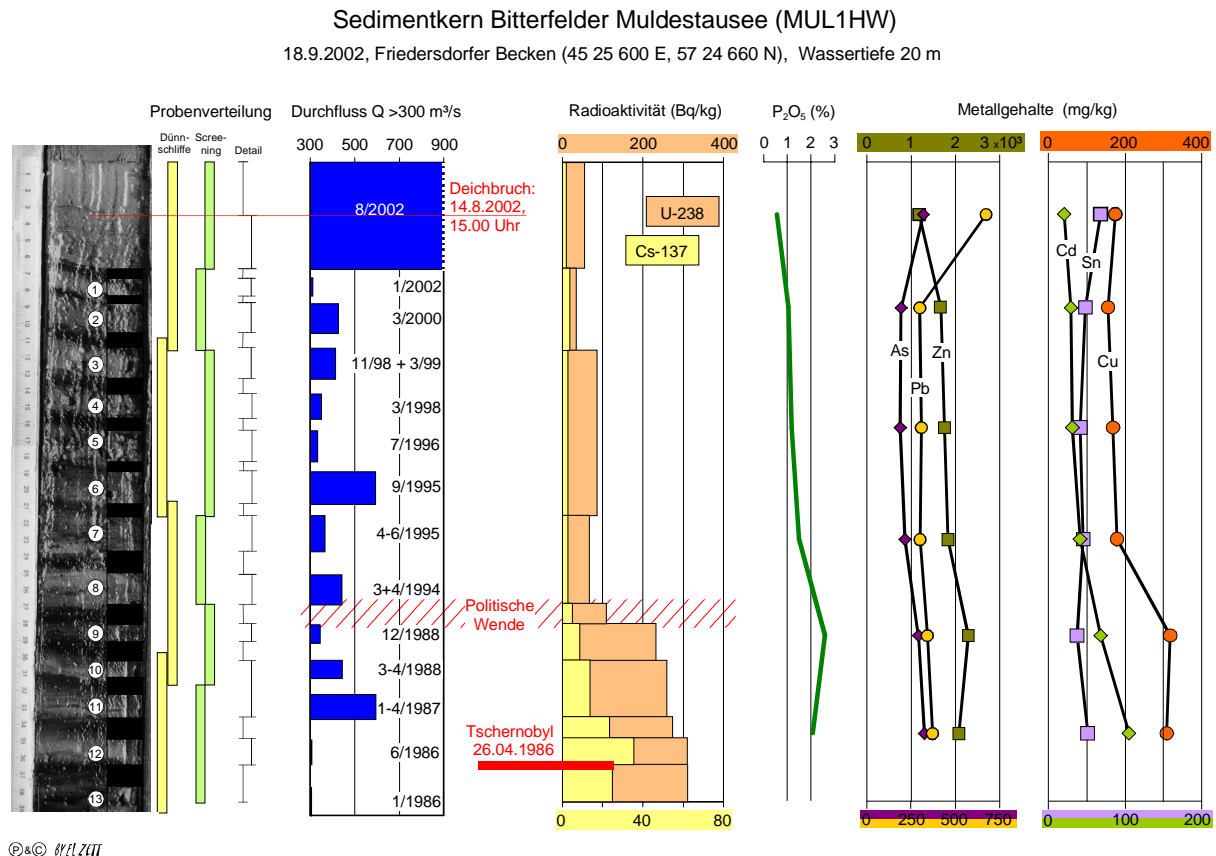 Sedimentkern Bitterfelder Muldestausee (MUL1HW)
18.9.2002, Friedersdorfer Becken (45 25 600 E, 57 24 660 N), Wassertiefe 20 m
Probenverteilung
Dünn-
schliffe
Scree-
ning
Detail
Durchfluss Q >300 m³/s
300 500 700 900
8/2002
1/2002
3/2000
11/98 + 3/99
3/1998
7/1996
9/1995
4-6/1995
3+4/1994
12/1988
3-4/1988
1-4/1987
6/1986
1/1986
Deichbruch:
14.8.2002,
15.00 Uhr
Politische
Wende
Tschernobyl
26.04.1986
1
2
3
4
5
6
7
8
9
10
11
12
13
Radioaktivität (Bq/kg)
0 200 400
U-238
Cs-137
0 40 80
P₂O₅ (%)
0 1 2 3
Metallgehalte (mg/kg)
0 1 2 3 x10³
As
Pb
Zn
0 250 500 750
0 200 400
Cd
Sn
Cu
0 100 200